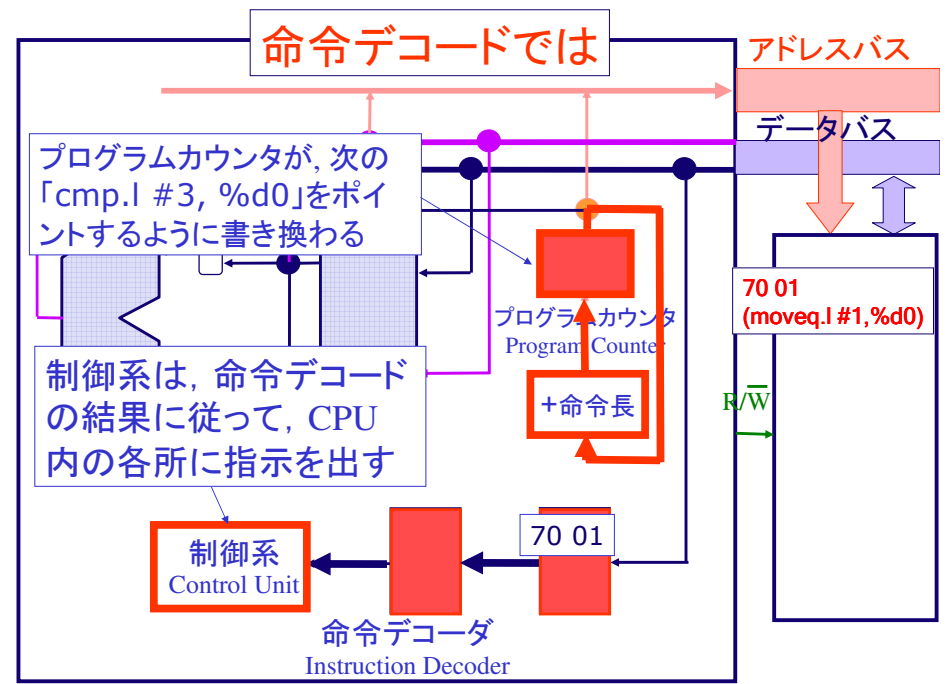 命令デコードでは
アドレスバス
データバス
プログラムカウンタが, 次の
「cmp.l #3, %d0」をポイ
ントするように書き換わる
70 01
(moveq.l #1,%d0)
プログラムカウンタ
Program Counter
制御系は, 命令デコード
の結果に従って, CPU
内の各所に指示を出す
+命令長
R/W̅
70 01
制御系
Control Unit
命令デコーダ
Instruction Decoder